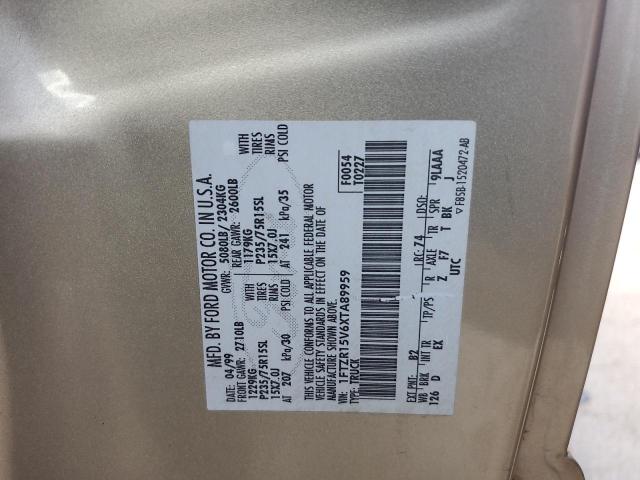 MFD. BY FORD MOTOR CO. IN U.S.A.
DATE: 04/99 GVWR: 5080LB/ 2304KG
FRONT GAWR: 2710LB REAR GAWR: 2600LB
1229KG WITH 1179KG WITH
P235/75R15SL TIRES P235/75R15SL TIRES
15X7.0J RIMS 15X7.0J RIMS
AT 207 kPa/30 PSI COLD AT 241 kPa/35 PSI COLD
THIS VEHICLE CONFORMS TO ALL APPLICABLE FEDERAL MOTOR
VEHICLE SAFETY STANDARDS IN EFFECT ON THE DATE OF MANUFACTURE
SHOWN ABOVE.
VIN: 1FTZR15V6XTA89959 F0054
TYPE: TRUCK T0227
EXT PNT: B2 RC: 74 DSO:
WB BRK INT TR TP/PS R AXLE TR SPR 9LAAA
126 D EX Z F7 T BK J
UTC
▽ F85B-1520472-AB